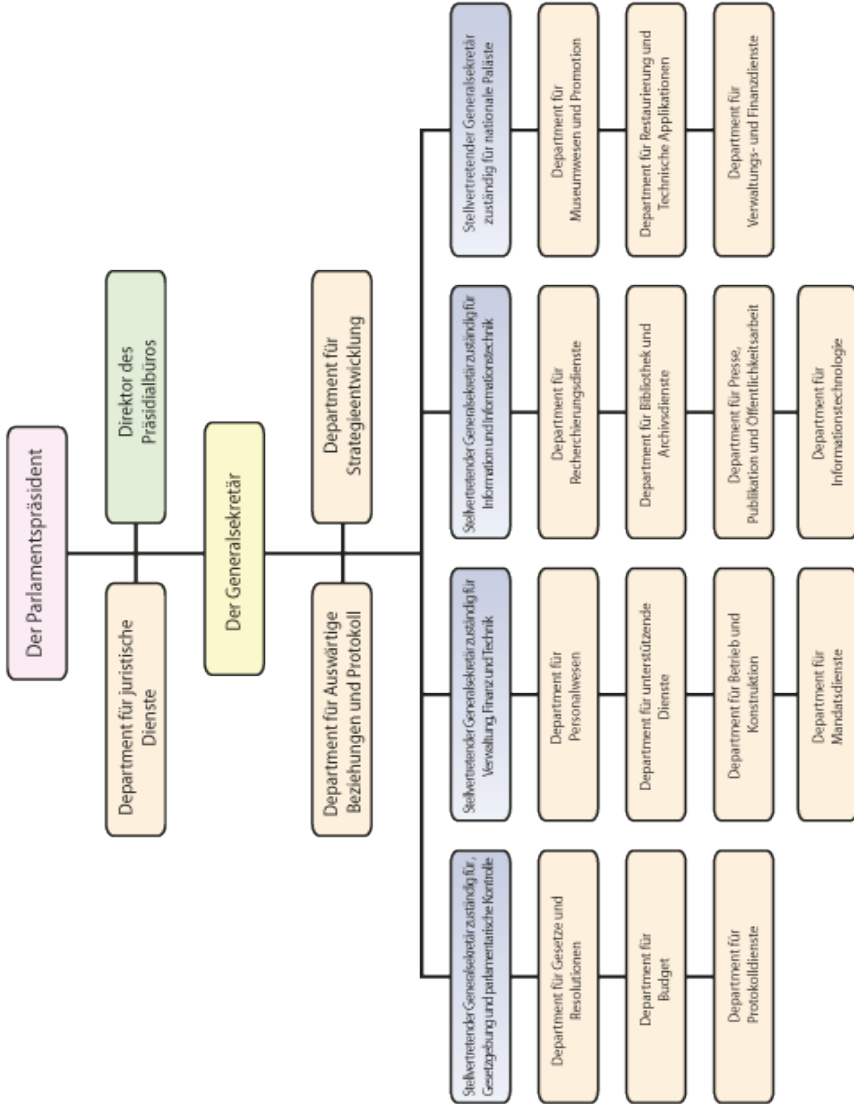 Der Parlamentspräsident
Department für juristische
Dienste
Direktor des
Präsidialbüros
Der Generalsekretär
Department für Auswärtige
Beziehungen und Protokoll
Department für
Strategieentwicklung
Stellvertretender Generalsekretär zuständig für ,
Gesetzgebung und parlamentarische Kontrolle
Department für Gesetze und
Resolutionen
Department für
Budget
Department für
Protokolldienste
Stellvertretender Generalsekretär zuständig für
Verwaltung, Finanz und Technik
Department für
Personalwesen
Department für unterstützende
Dienste
Department für Betrieb und
Konstruktion
Department für
Mandatsdienste
Stellvertretender Generalsekretär zuständig für
Information und Informationstechnik
Department für
Recherchierungsdienste
Department für Bibliothek und
Archivsdienste
Department für Presse,
Publikation und Öffentlichkeitsarbeit
Department für
Informationstechnologie
Stellvertretender Generalsekretär
zuständig für nationale Paläste
Department für
Museumwesen und Promotion
Department für Restaurierung und
Technische Applikationen
Department für
Verwaltungs- und Finanzdienste